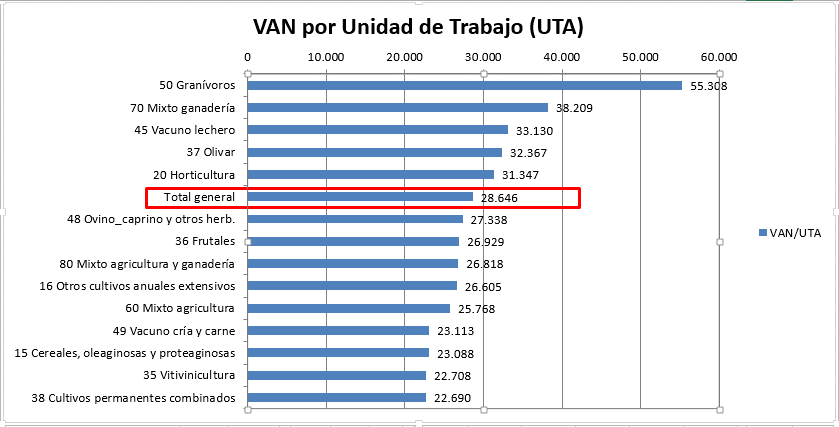 VAN por Unidad de Trabajo (UTA)
0 10.000 20.000 30.000 40.000 50.000 60.000
50 Granívoros 55.308
70 Mixto ganadería 38.209
45 Vacuno lechero 33.130
37 Olivar 32.367
20 Horticultura 31.347
Total general 28.646
48 Ovino_caprino y otros herb. 27.338
36 Frutales 26.929
VAN/UTA
80 Mixto agricultura y ganadería 26.818
16 Otros cultivos anuales extensivos 26.605
60 Mixto agricultura 25.768
49 Vacuno cría y carne 23.113
15 Cereales, oleaginosas y proteaginosas 23.088
35 Vitivinicultura 22.708
38 Cultivos permanentes combinados 22.690